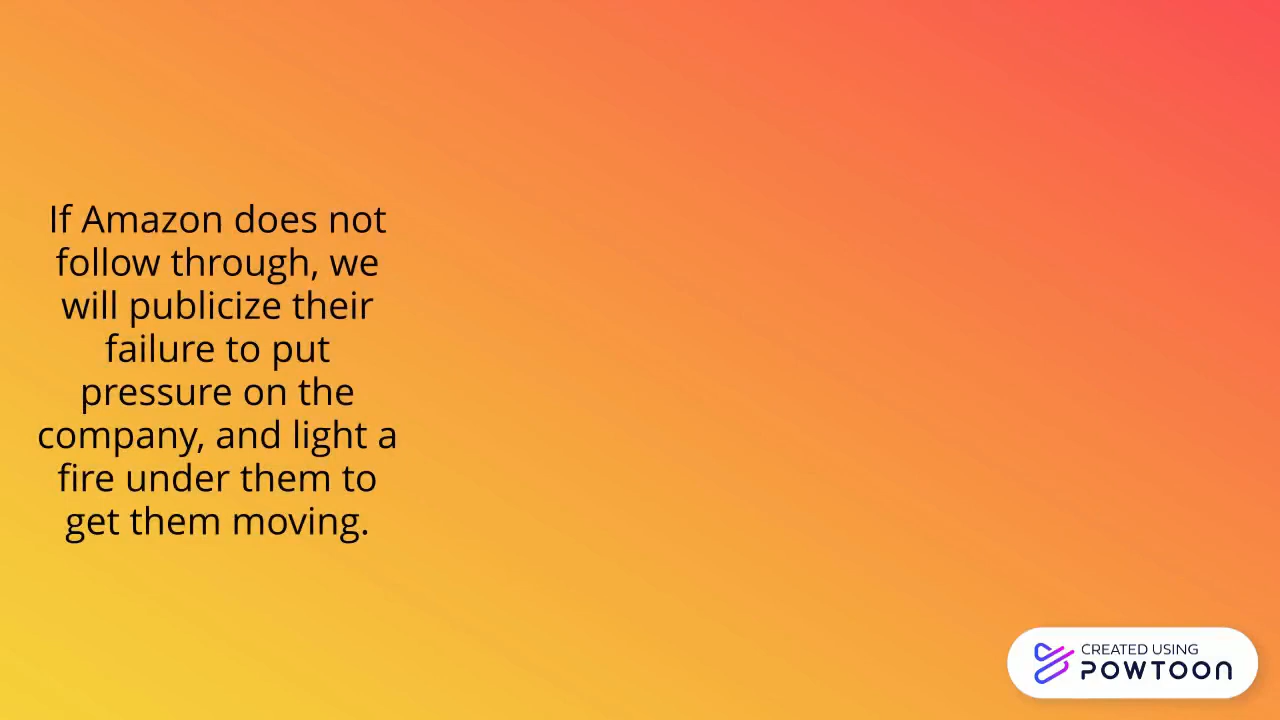 If Amazon does not
follow through, we
will publicize their
failure to put
pressure on the
company, and light a
fire under them to
get them moving.
CREATED USING
POWTOON